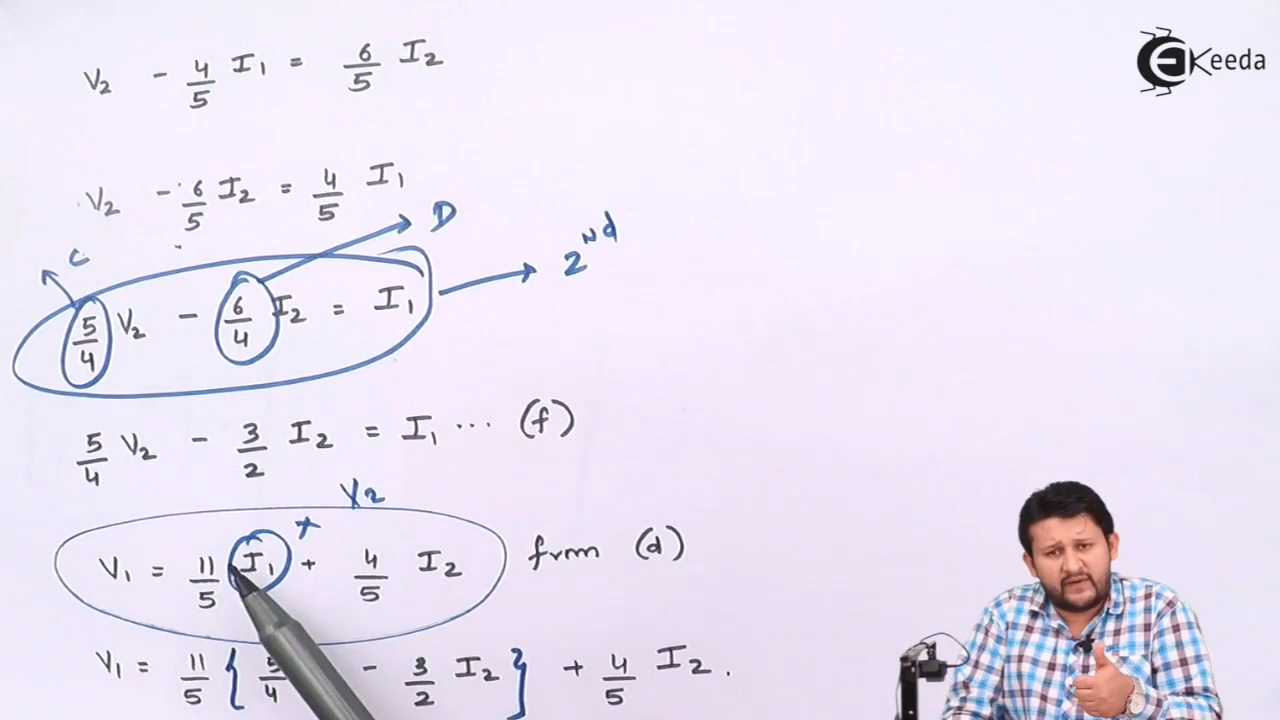 Keeda
V₂ - 4/5 I₁ = 6/5 I₂
V₂ - 6/5 I₂ = 4/5 I₁
C
D
2nd
5/4 V₂ - 6/4 I₂ = I₁
5/4 V₂ - 3/2 I₂ = I₁ ... (f)
V₂
V₁ = 11/5 I₁ + 4/5 I₂ from (d)
V₁ = 11/5 { 5/4 - 3/2 I₂ } + 4/5 I₂.